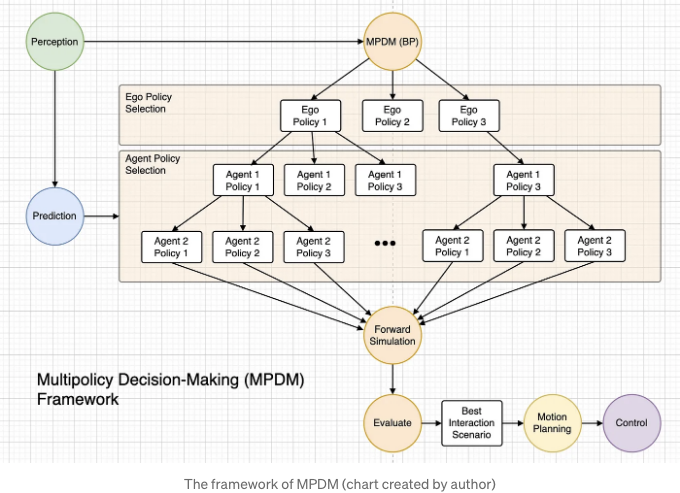 Perception
MPDM (BP)
Ego Policy
Selection
Ego
Policy 1
Ego
Policy 2
Ego
Policy 3
Agent Policy
Selection
Agent 1
Policy 1
Agent 1
Policy 2
Agent 1
Policy 3
Agent 1
Policy 3
Prediction
Agent 2
Policy 1
Agent 2
Policy 2
Agent 2
Policy 3
•••
Agent 2
Policy 1
Agent 2
Policy 2
Agent 2
Policy 3
Forward
Simulation
Multipolicy Decision-Making (MPDM)
Framework
Evaluate
Best
Interaction
Scenario
Motion
Planning
Control
The framework of MPDM (chart created by author)